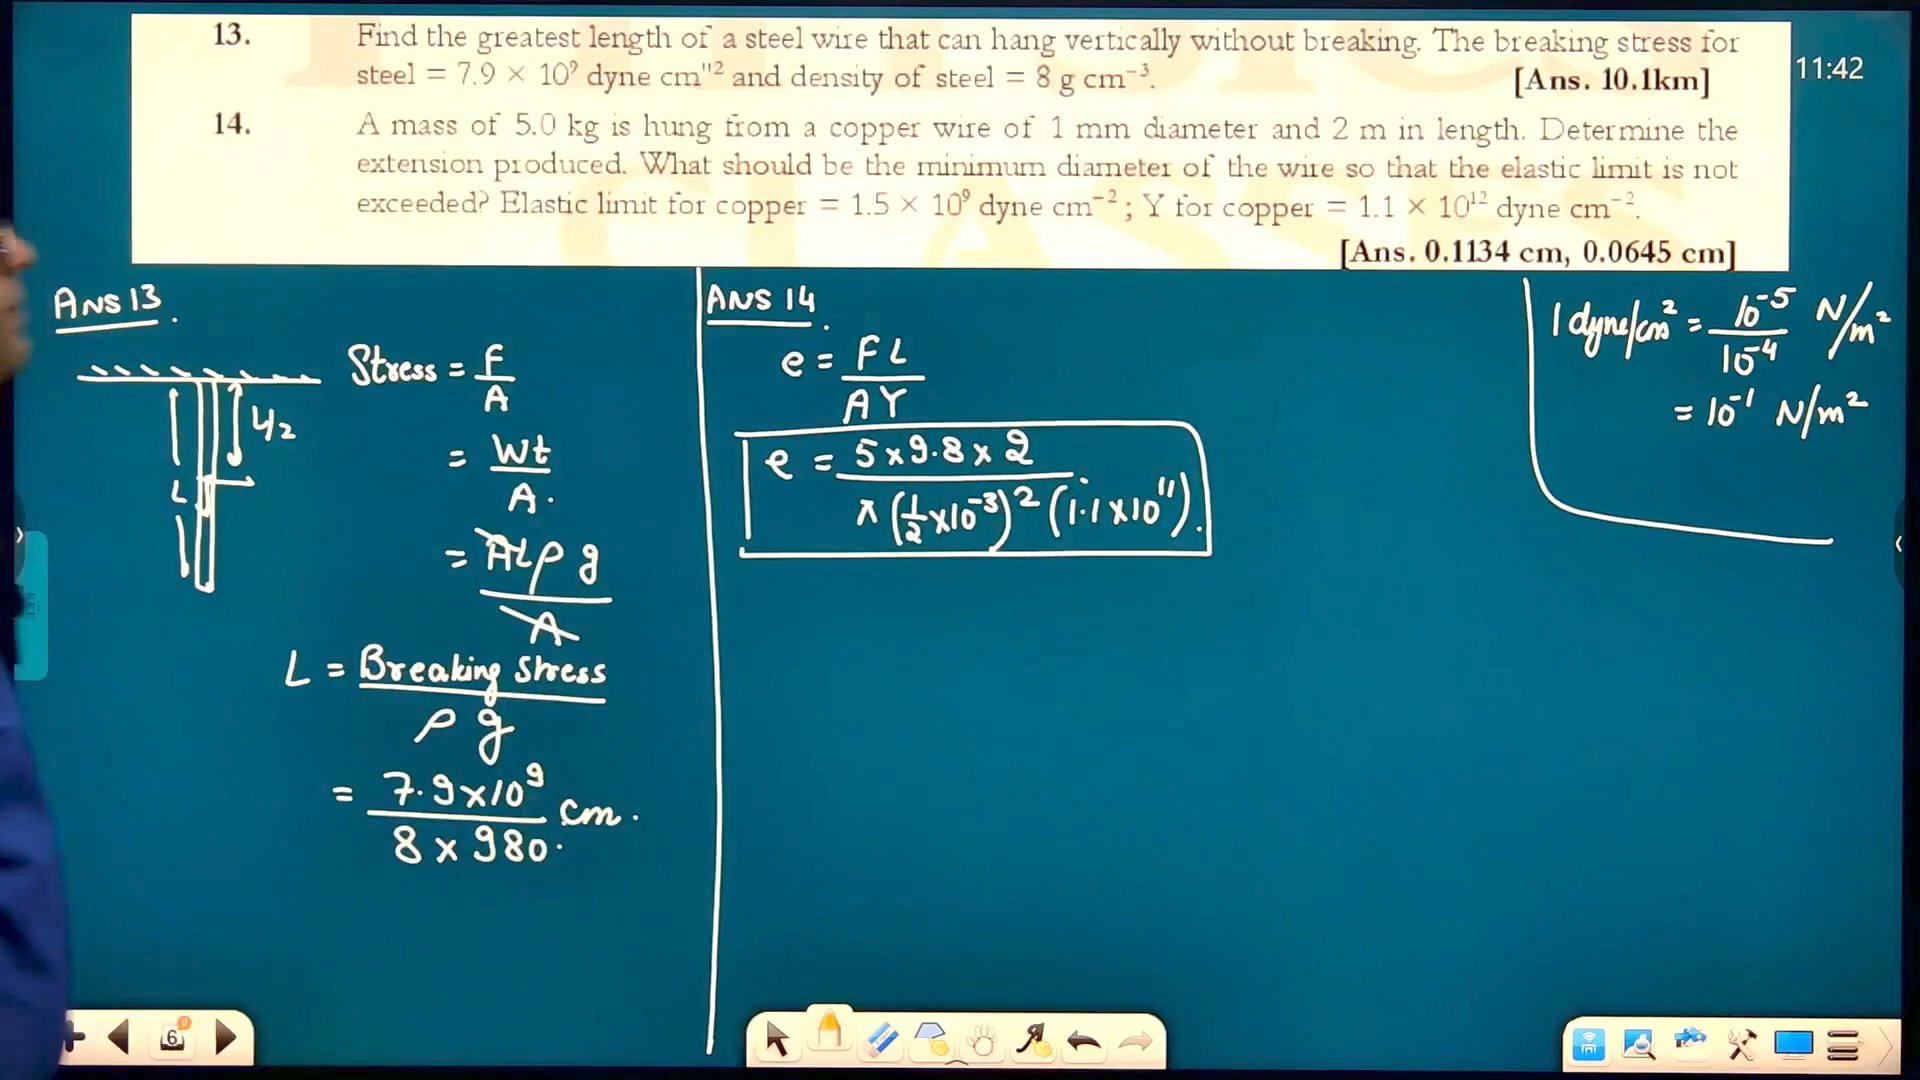 13. Find the greatest length of a steel wire that can hang vertically without breaking. The breaking stress for
steel = 7.9 × 10⁹ dyne cm"² and density of steel = 8 g cm⁻³. [Ans. 10.1km]
14. A mass of 5.0 kg is hung from a copper wire of 1 mm diameter and 2 m in length. Determine the
extension produced. What should be the minimum diameter of the wire so that the elastic limit is not
exceeded? Elastic limit for copper = 1.5 × 10⁹ dyne cm⁻² ; Y for copper = 1.1 × 10¹² dyne cm⁻².
[Ans. 0.1134 cm, 0.0645 cm]
CLASSES
11:42
ANS 13.
L
L/2
Stress = F/A
= Wt/A.
= ALρg/A
L = Breaking Stress/ρg
= 7.9×10⁹/8 × 980. cm.
ANS 14.
e = FL/AY
e = 5×9.8×2/π(1/2×10⁻³)² (1.1×10¹¹).
1 dyne/cm² = 10⁻⁵/10⁻⁴ N/m²
= 10⁻¹ N/m²
6
0